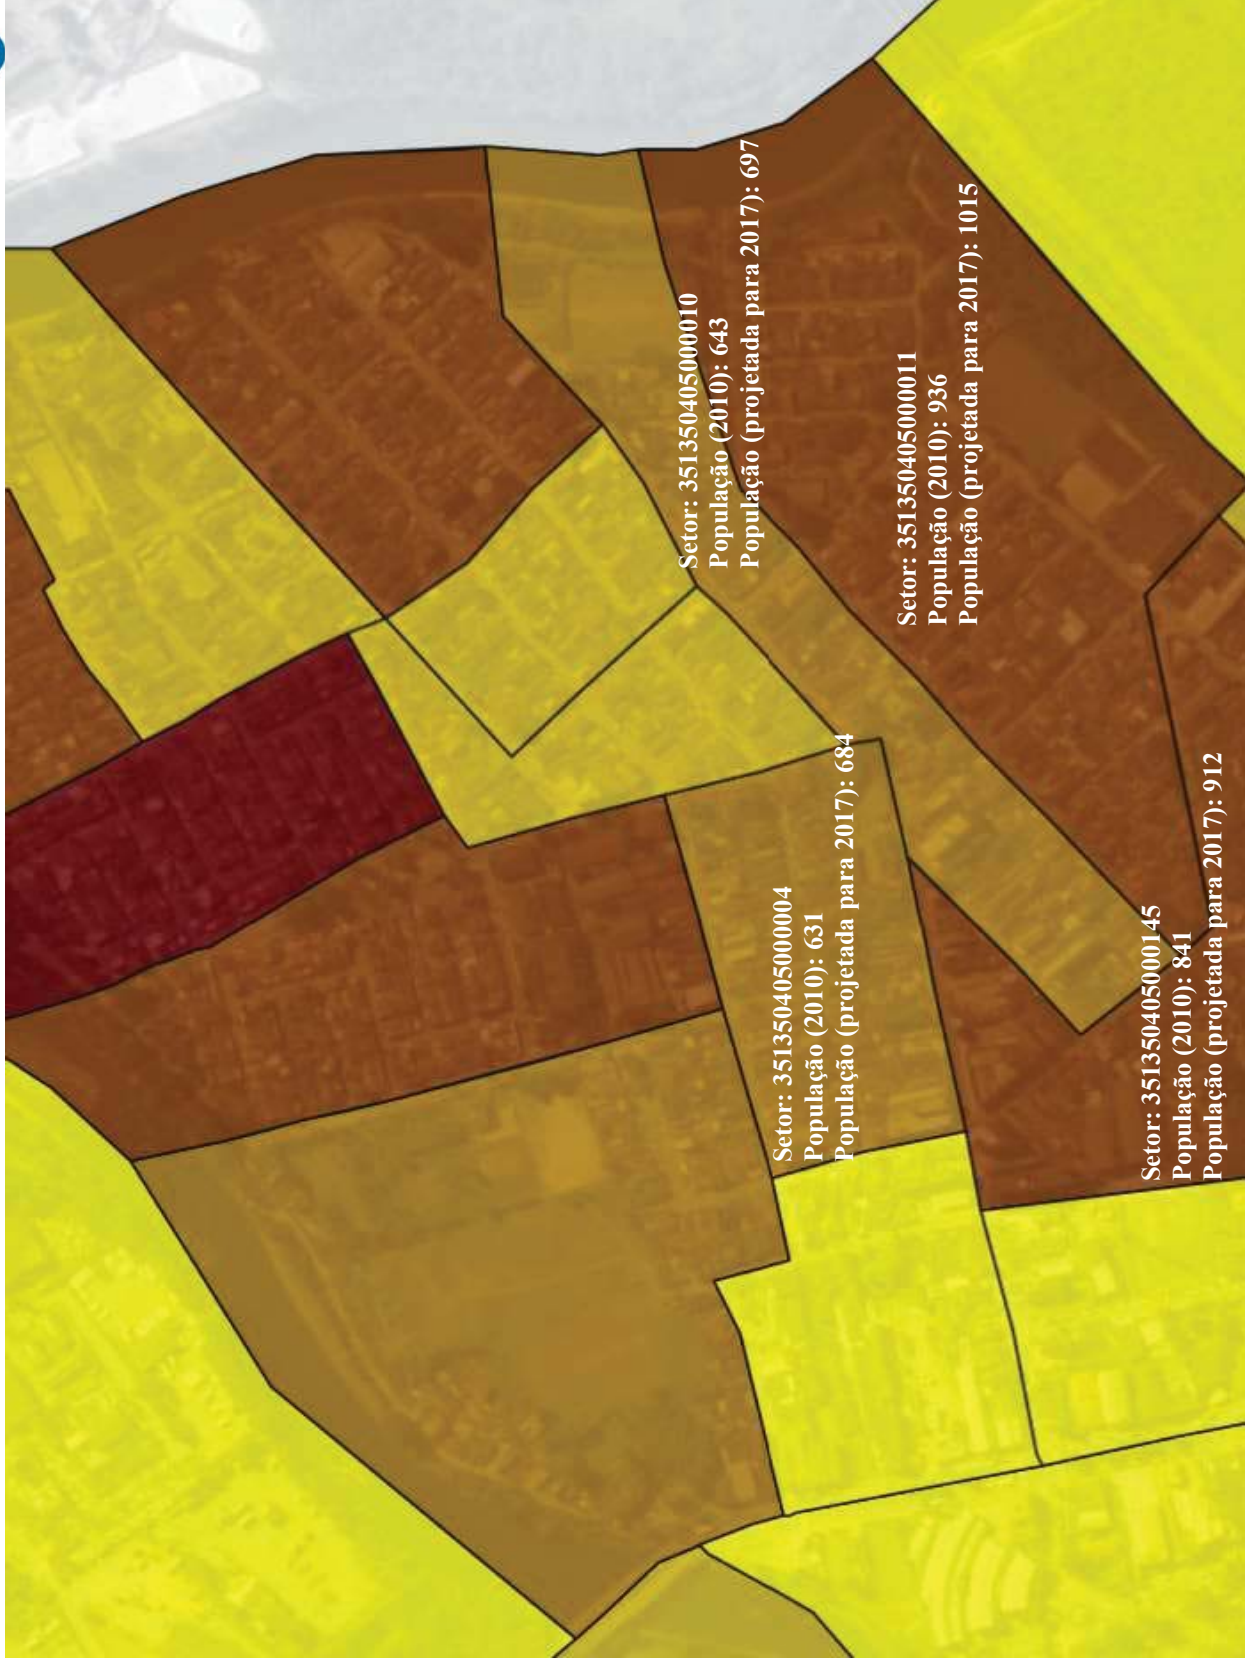 Setor: 351350405000010
População (2010): 643
População (projetada para 2017): 697
Setor: 351350405000004
População (2010): 631
População (projetada para 2017): 684
Setor: 351350405000011
População (2010): 936
População (projetada para 2017): 1015
Setor: 351350405000145
População (2010): 841
População (projetada para 2017): 912